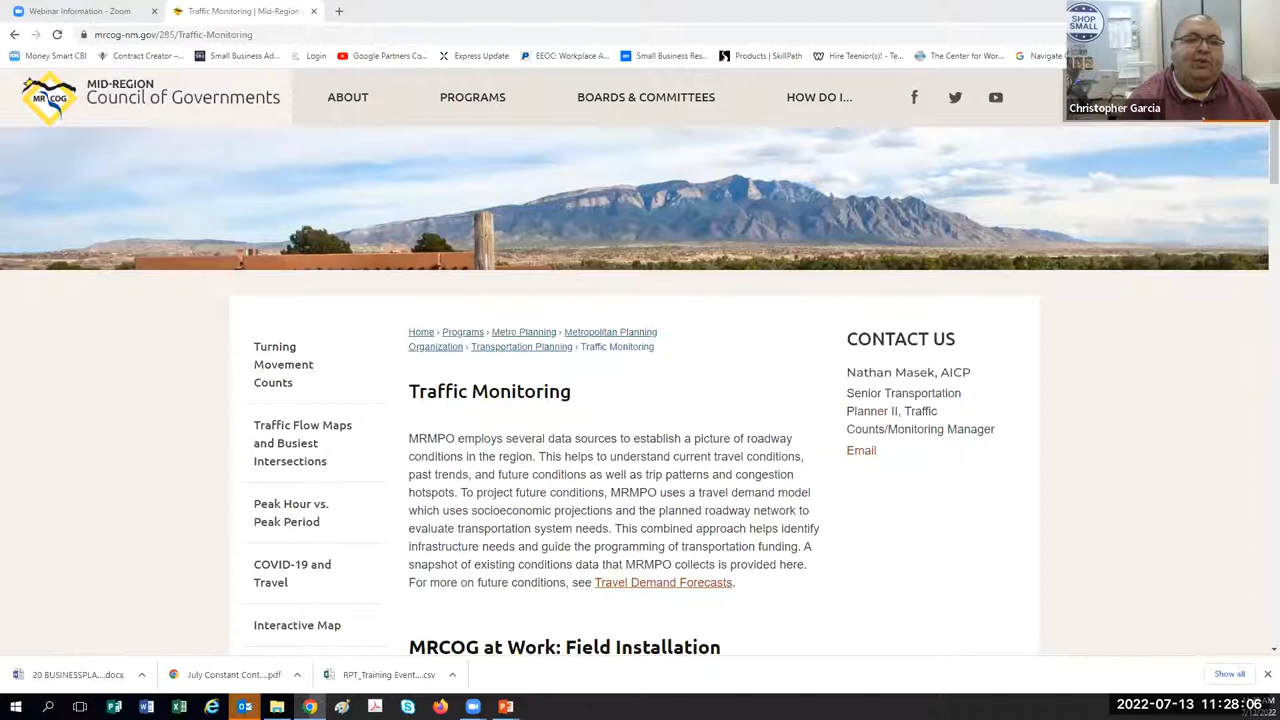 Webinar Information - Zoom
Traffic Monitoring | Mid-Region
mrcog-nm.gov/285/Traffic-Monitoring
Money Smart CBI
Contract Creator –...
Small Business Ad...
Login
Google Partners Co...
Express Update
EEOC: Workplace A...
Small Business Res...
Products | SkillPath
Hire Teenior(s)! - Te...
The Center for Wor...
Navigate
SHOP
SMALL
Christopher Garcia
MR COG
MID-REGION
Council of Governments
ABOUT
PROGRAMS
BOARDS & COMMITTEES
HOW DO I...
Turning
Movement
Counts
Traffic Flow Maps
and Busiest
Intersections
Peak Hour vs.
Peak Period
COVID-19 and
Travel
Interactive Map
Home › Programs › Metro Planning › Metropolitan Planning
Organization › Transportation Planning › Traffic Monitoring
Traffic Monitoring
MRMPO employs several data sources to establish a picture of roadway
conditions in the region. This helps to understand current travel conditions,
past trends, and future conditions as well as trip patterns and congestion
hotspots. To project future conditions, MRMPO uses a travel demand model
which uses socioeconomic projections and the planned roadway network to
evaluate transportation system needs. This combined approach helps identify
infrastructure needs and guide the programming of transportation funding. A
snapshot of existing conditions data that MRMPO collects is provided here.
For more on future conditions, see Travel Demand Forecasts.
MRCOG at Work: Field Installation
CONTACT US
Nathan Masek, AICP
Senior Transportation
Planner II, Traffic
Counts/Monitoring Manager
Email
20 BUSINESSPLA....docx
July Constant Cont....pdf
RPT_Training Event....csv
Show all
2022-07-13 11:28:06